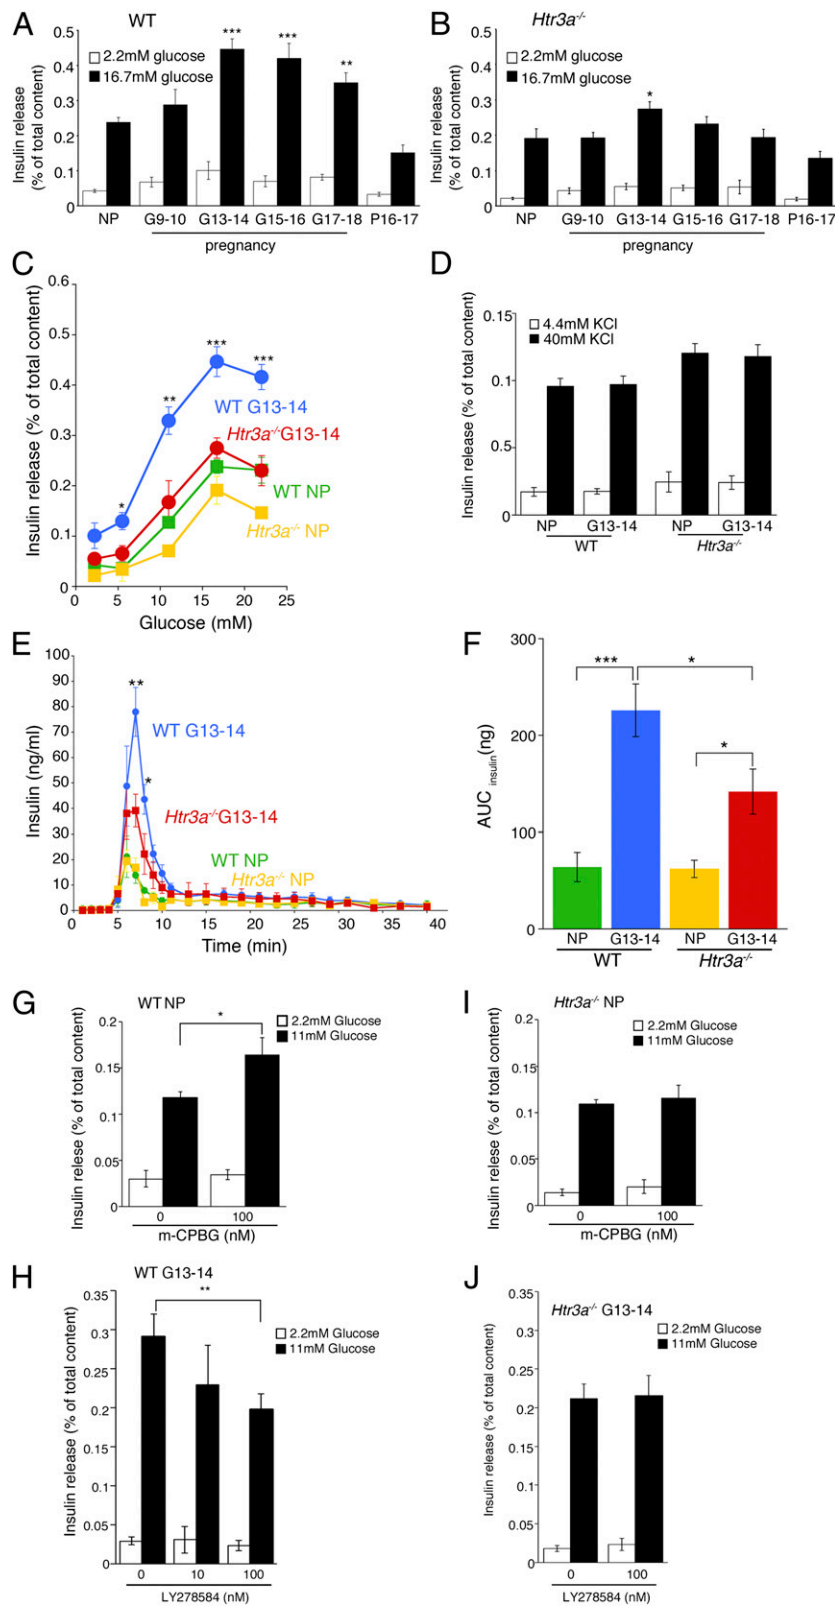 A
WT
Insulin release
(% of total content)
0.5
0.4
0.3
0.2
0.1
0
2.2mM glucose
16.7mM glucose
***
***
**
NP G9-10 G13-14 G15-16 G17-18 P16-17
pregnancy
B
Htr3a-/-
Insulin release
(% of total content)
0.5
0.4
0.3
0.2
0.1
0
2.2mM glucose
16.7mM glucose
*
NP G9-10 G13-14 G15-16 G17-18 P16-17
pregnancy
C
Insulin release (% of total content)
0.6
0.5
0.4
0.3
0.2
0.1
0
*
**
***
***
WT G13-14
Htr3a-/-G13-14
WT NP
Htr3a-/- NP
0 5 10 15 20 25
Glucose (mM)
D
Insulin release (% of total content)
0.15
0.1
0.5
0
4.4mM KCl
40mM KCl
NP G13-14 NP G13-14
WT Htr3a-/-
E
Insulin (ng/ml)
100
90
80
70
60
50
40
30
20
10
0
**
*
WT G13-14
Htr3a-/-G13-14
WT NP
Htr3a-/- NP
0 5 10 15 20 25 30 35 40
Time (min)
F
AUC insulin(ng)
300
200
100
0
***
*
*
NP G13-14 NP G13-14
WT Htr3a-/-
G
WT NP
Insulin relese (% of total content)
0.2
0.15
0.1
0.05
0
*
2.2mM Glucose
11mM Glucose
0 100
m-CPBG (nM)
I
Htr3a-/- NP
Insulin relese (% of total content)
0.2
0.15
0.1
0.05
0
2.2mM Glucose
11mM Glucose
0 100
m-CPBG (nM)
H
WT G13-14
Insulin release (% of total content)
0.35
0.3
0.25
0.2
0.15
0.1
0.05
0
**
2.2mM Glucose
11mM Glucose
0 10 100
LY278584 (nM)
J
Htr3a-/- G13-14
Insulin release (% of total content)
0.35
0.3
0.25
0.2
0.15
0.1
0.05
0
2.2mM Glucose
11mM Glucose
0 100
LY278584 (nM)